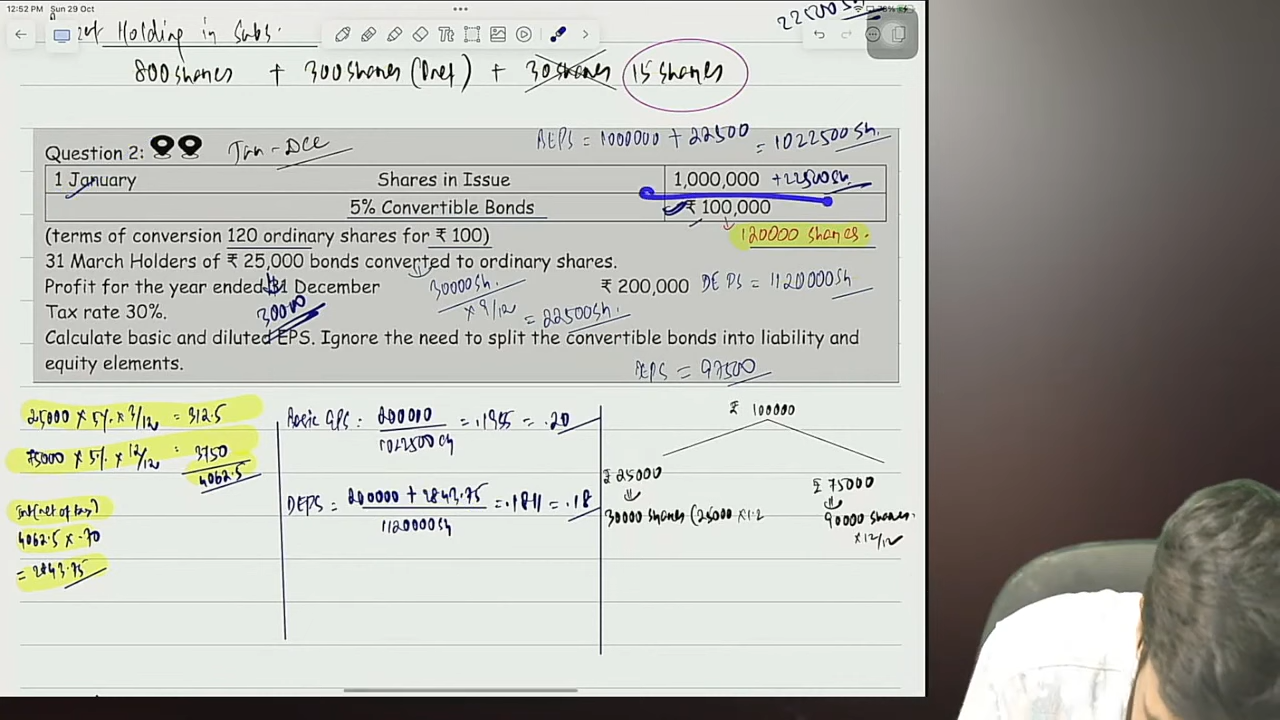 12:52 PM Sun 29 Oct
22500 Sh.
Holding in Subs.
800 shares + 300 shares (Pref) + 30 shares 15 shares
Question 2: Jan-Dec
BEPS = 1000000 + 22500 = 1022500 Sh.
1 January Shares in Issue 1,000,000 + 22500 Sh.
5% Convertible Bonds ₹ 100,000
(terms of conversion 120 ordinary shares for ₹ 100) 120000 shares.
31 March Holders of ₹ 25,000 bonds converted to ordinary shares.
Profit for the year ended 31 December ₹ 200,000
30000 Sh. × 9/12 = 22500 Sh.
DEPS = 1120000 Sh
30000
Tax rate 30%.
Calculate basic and diluted EPS. Ignore the need to split the convertible bonds into liability and
equity elements.
= 97500
25000 × 5% × 3/12 = 312.5
75000 × 5% × 12/12 = 3750
4062.5
Int (net of tax)
4062.5 × .70
= 2843.75
Basic EPS = 200000 / 1022500 Sh = .1955 = .20
DEPS = 200000 + 2843.75 / 1120000 Sh = .1811 = .18
₹ 100000
₹ 25000
30000 shares (25000 × 1.2
₹ 75000
90000 shares.
× 12/12